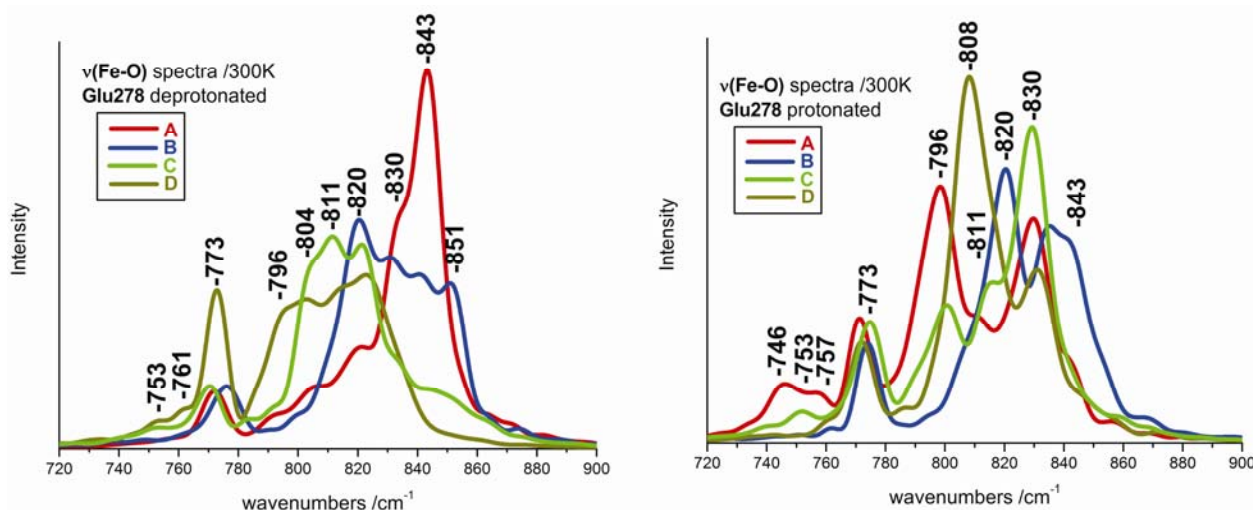 ν(Fe-O) spectra /300K
Glu278 deprotonated
A
B
C
D
-753
-761
-773
-796
-804
-811
-820
-830
-843
-851
Intensity
720 740 760 780 800 820 840 860 880 900
wavenumbers /cm-1
ν(Fe-O) spectra /300K
Glu278 protonated
A
B
C
D
-746
-753
-757
-773
-796
-808
-811
-820
-830
-843
Intensity
720 740 760 780 800 820 840 860 880 900
wavenumbers /cm-1